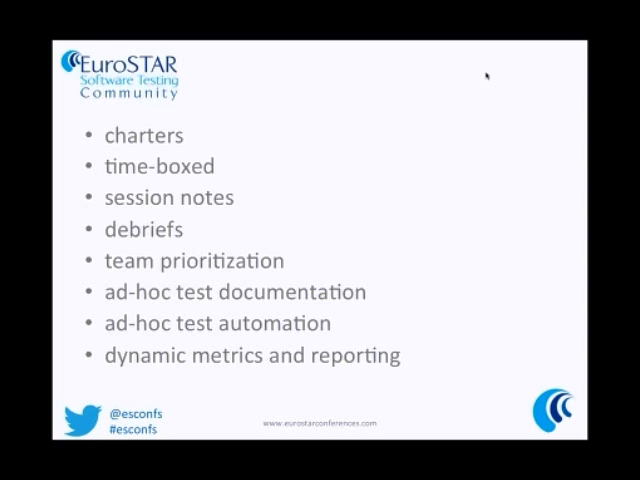 EuroSTAR
Software Testing
Community
• charters
• time-boxed
• session notes
• debriefs
• team prioritization
• ad-hoc test documentation
• ad-hoc test automation
• dynamic metrics and reporting
@esconfs
#esconfs
www.eurostarconferences.com